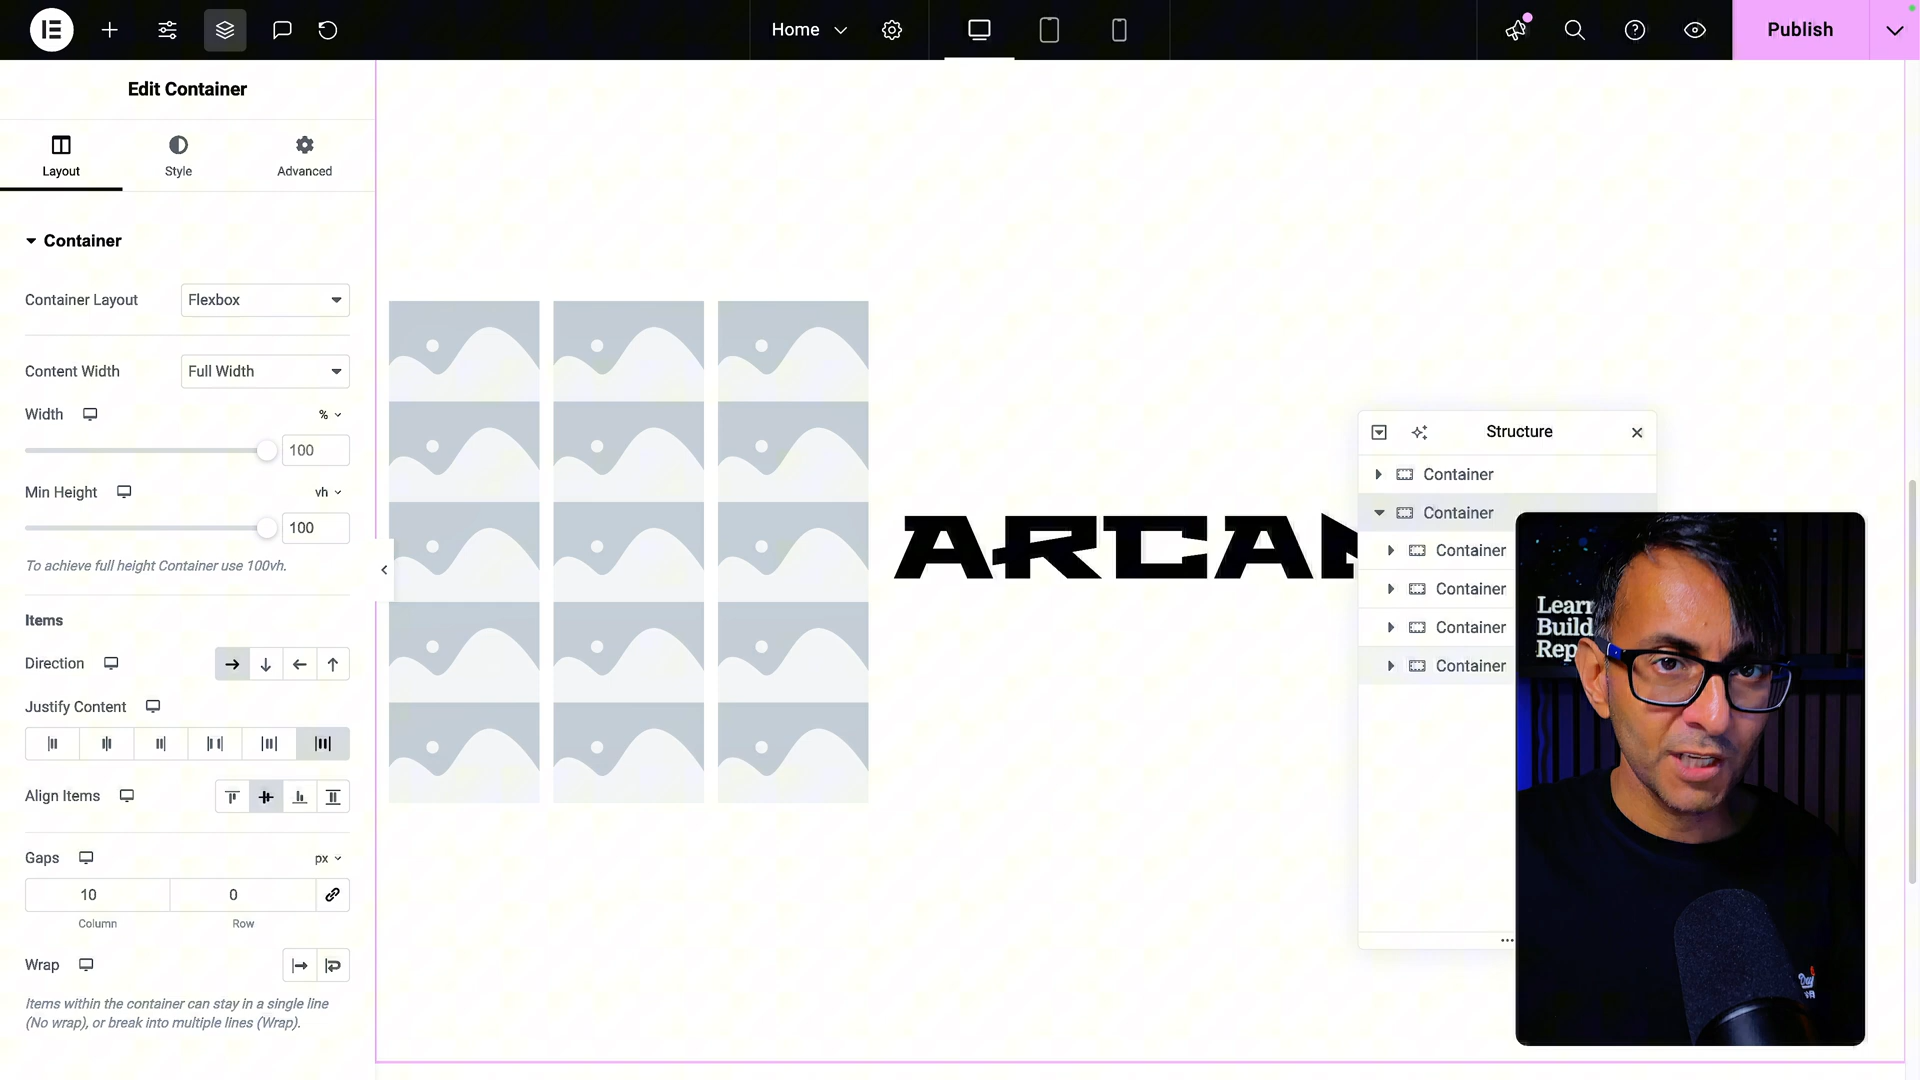 Home
Publish
Edit Container
Layout
Style
Advanced
Container
Container Layout
Flexbox
Content Width
Full Width
Width
%
100
Min Height
vh
100
To achieve full height Container use 100vh.
Items
Direction
Justify Content
Align Items
Gaps
px
10
0
Column
Row
Wrap
Items within the container can stay in a single line
(No wrap), or break into multiple lines (Wrap).
ARCAN
Structure
Container
Container
Container
Container
Container
Container
Learn
Build
Rep